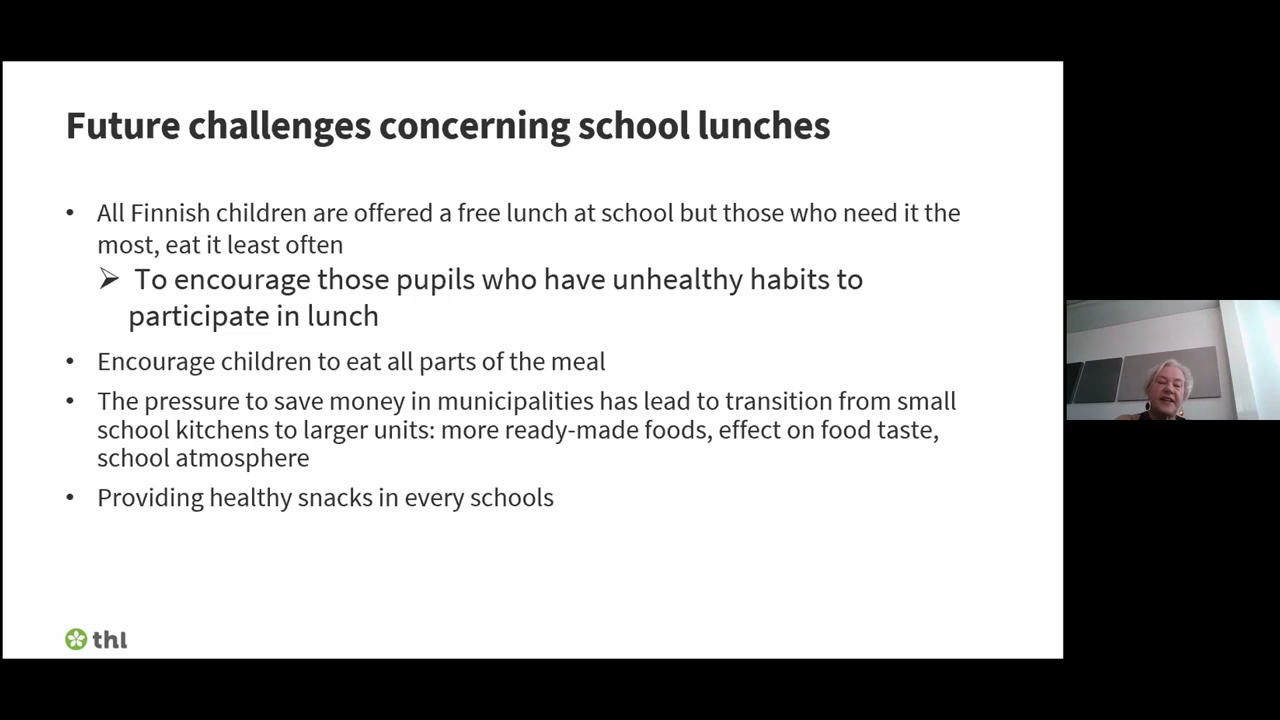 Future challenges concerning school lunches
• All Finnish children are offered a free lunch at school but those who need it the
most, eat it least often
➢ To encourage those pupils who have unhealthy habits to
participate in lunch
• Encourage children to eat all parts of the meal
• The pressure to save money in municipalities has lead to transition from small
school kitchens to larger units: more ready-made foods, effect on food taste,
school atmosphere
• Providing healthy snacks in every schools
thl